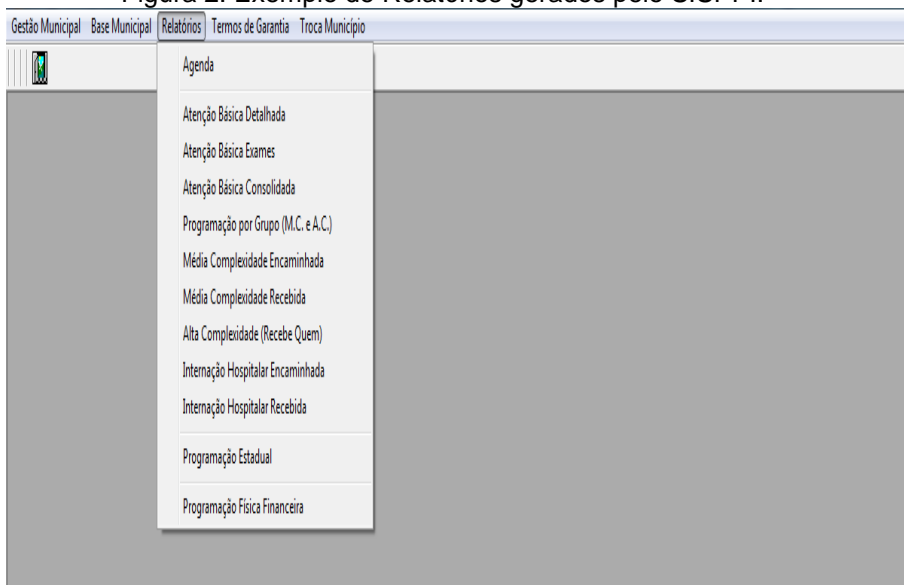 Figura 2. Exemplo de Relatórios gerados pelo SISPPI.
Gestão Municipal Base Municipal Relatórios Termos de Garantia Troca Município
Agenda
Atenção Básica Detalhada
Atenção Básica Exames
Atenção Básica Consolidada
Programação por Grupo (M.C. e A.C.)
Média Complexidade Encaminhada
Média Complexidade Recebida
Alta Complexidade (Recebe Quem)
Internação Hospitalar Encaminhada
Internação Hospitalar Recebida
Programação Estadual
Programação Física Financeira